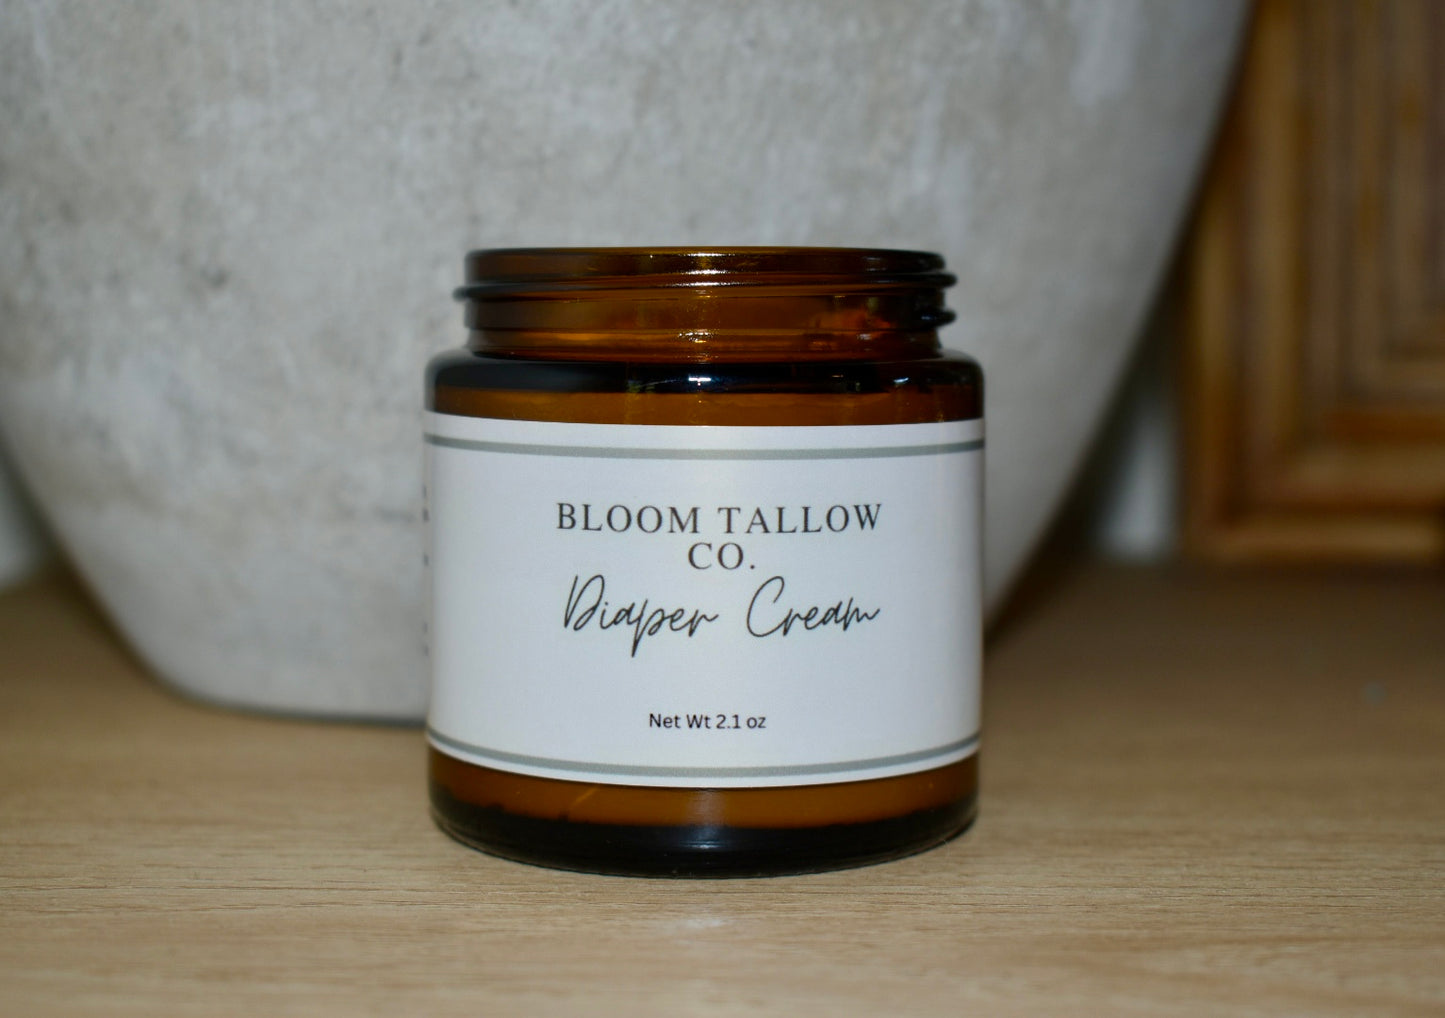 BLOOM TALLOW
CO.
Diaper Cream
Net Wt 2.1 oz